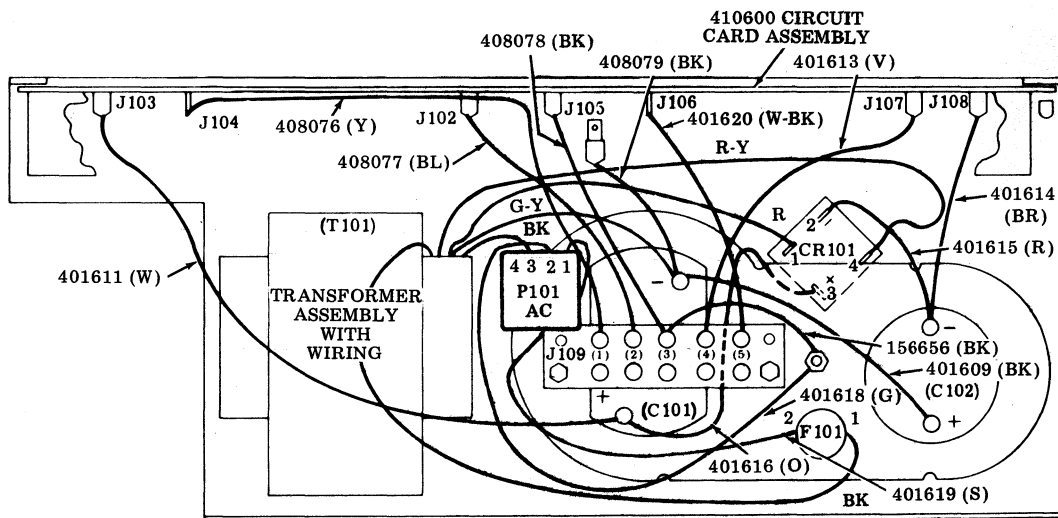 410600 CIRCUIT
CARD ASSEMBLY
408078 (BK)
408079 (BK)
401613 (V)
J103
J104
408076 (Y)
J102
J105
J106
J107
J108
401620 (W-BK)
408077 (BL)
R-Y
G-Y
BK
R
401614
(BR)
401615 (R)
2
CR101
1
4
3
×
(T101)
401611 (W)
TRANSFORMER
ASSEMBLY
WITH
WIRING
4 3 2 1
P101
AC
−
−
J109
(1) (2) (3) (4) (5)
156656 (BK)
401609 (BK)
(C102)
+
(C101)
401618 (G)
+
2
F101
1
401616 (O)
BK
401619 (S)